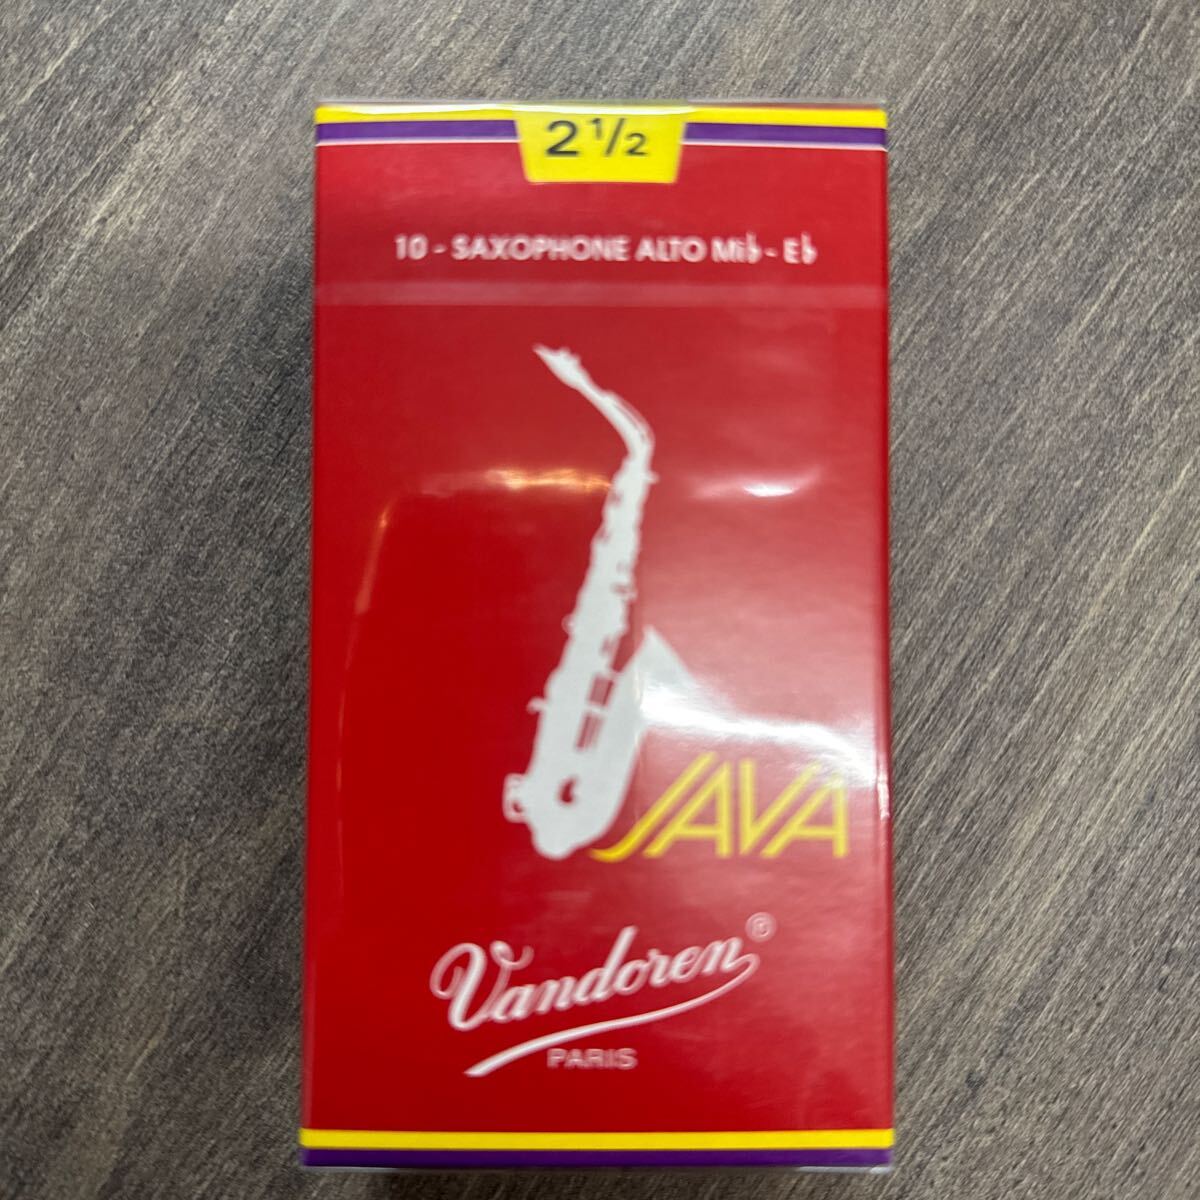 2 1/2
10 - SAXOPHONE ALTO Mi♭ - E♭
JAVA
Vandoren®
PARIS